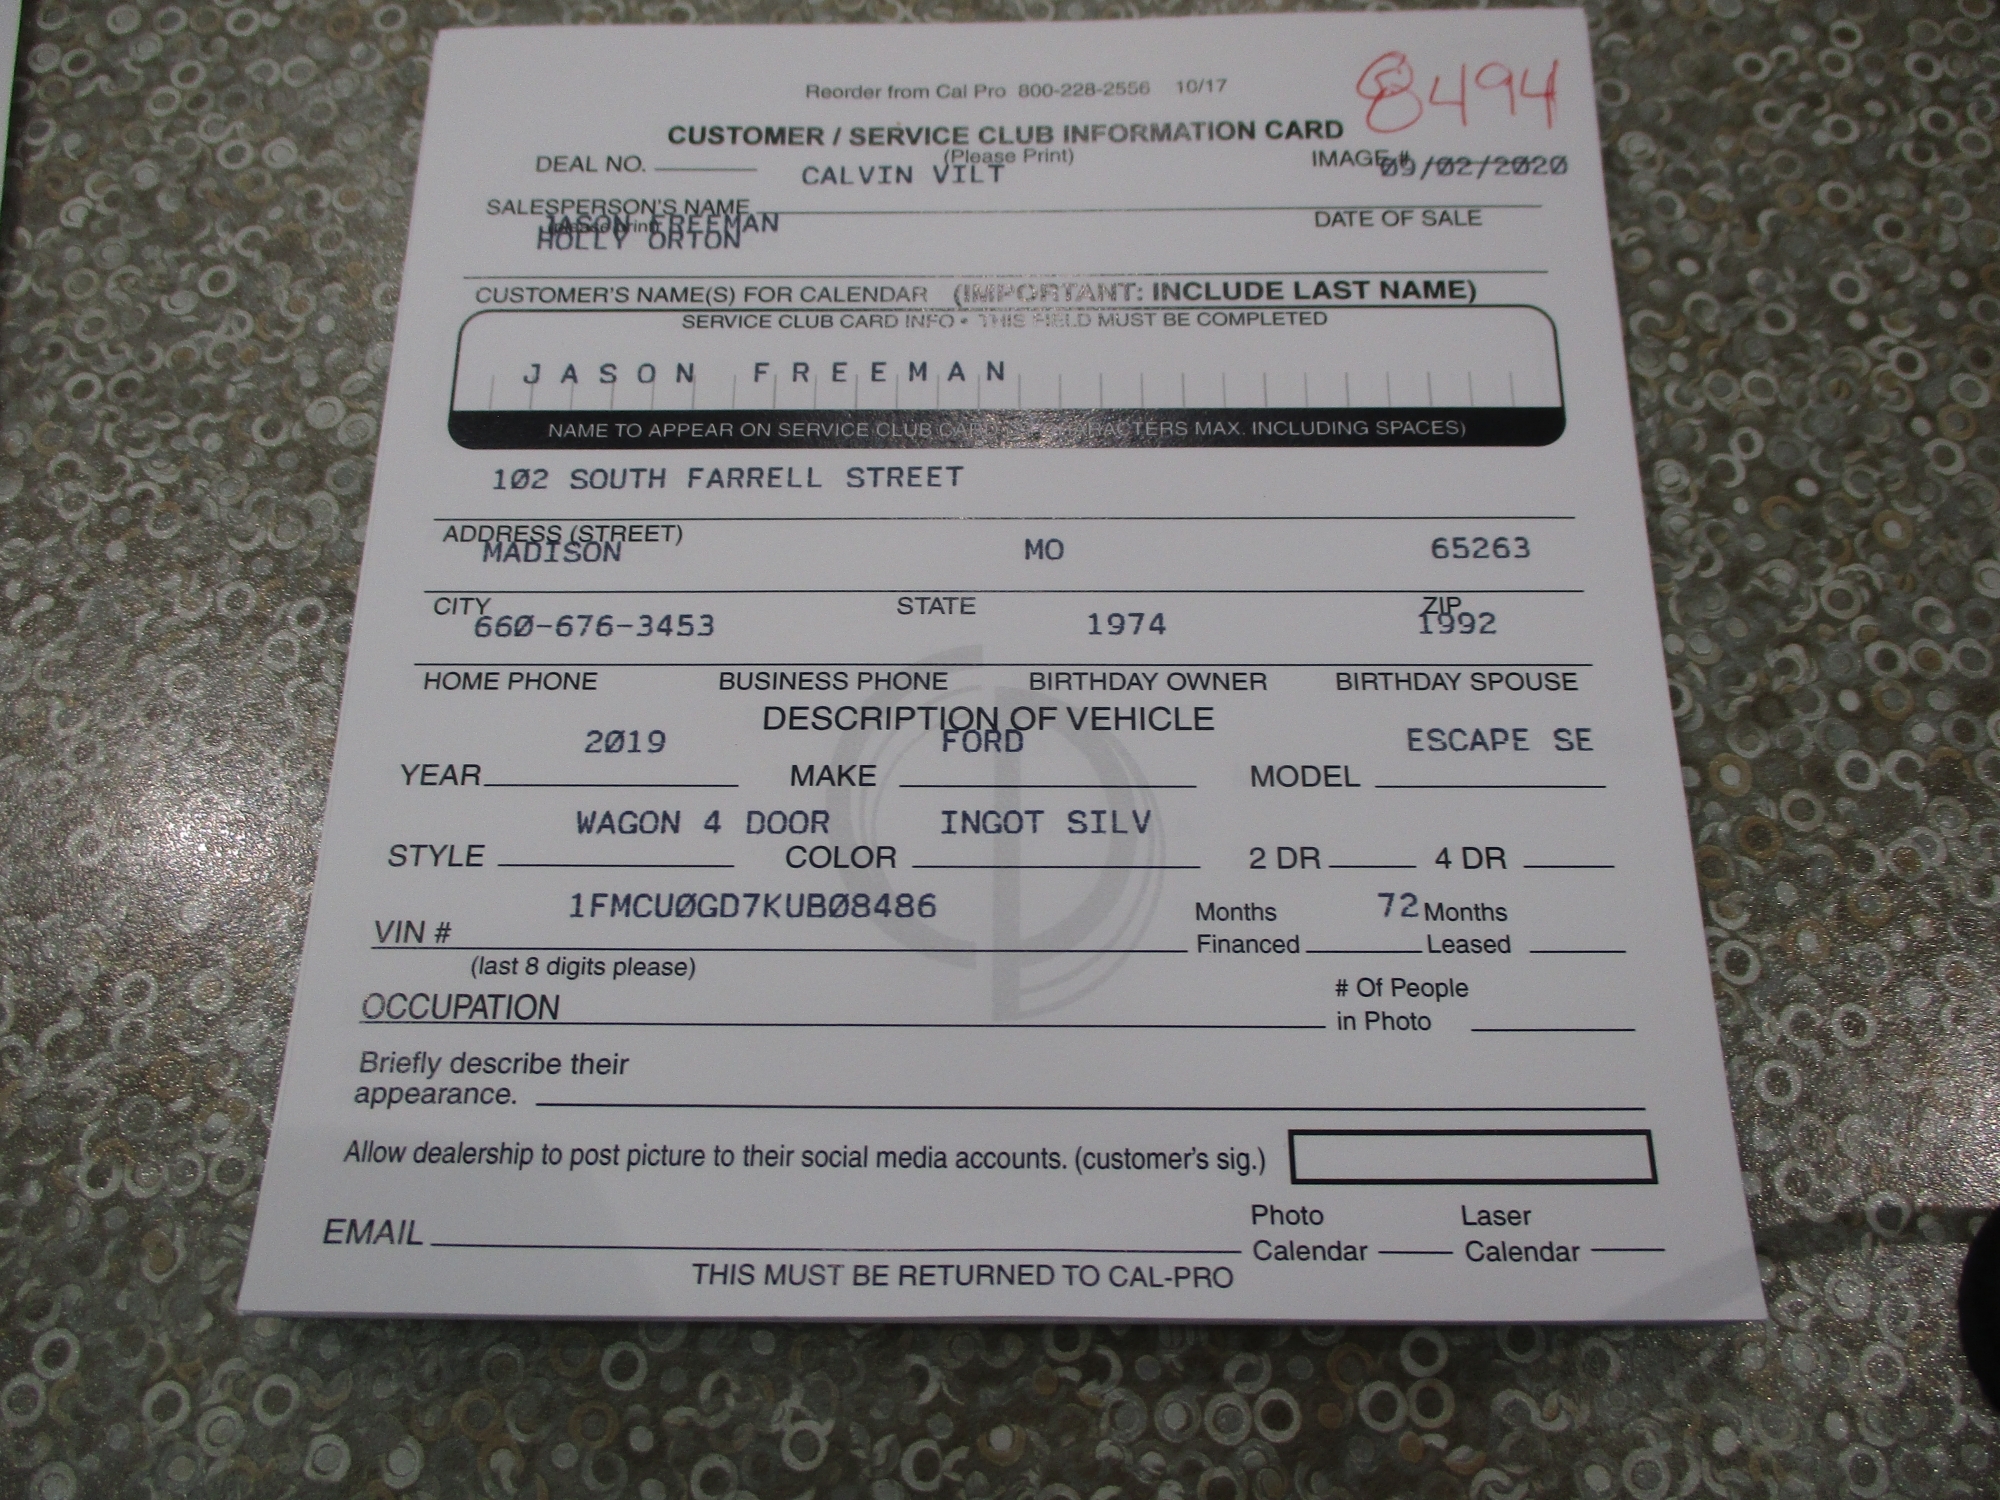 Reorder from Cal Pro 800-228-2556 10/17
8494
CUSTOMER / SERVICE CLUB INFORMATION CARD
(Please Print)
DEAL NO. IMAGE #
CALVIN VILT 09/02/2020
SALESPERSON'S NAME DATE OF SALE
(please print)
JASON FREEMAN
HOLLY ORTON
CUSTOMER'S NAME(S) FOR CALENDAR (IMPORTANT: INCLUDE LAST NAME)
SERVICE CLUB CARD INFO • THIS FIELD MUST BE COMPLETED
JASON FREEMAN
NAME TO APPEAR ON SERVICE CLUB CARD CHARACTERS MAX. INCLUDING SPACES)
102 SOUTH FARRELL STREET
ADDRESS (STREET)
MADISON MO 65263
CITY STATE ZIP
660-676-3453 1974 1992
HOME PHONE BUSINESS PHONE BIRTHDAY OWNER BIRTHDAY SPOUSE
DESCRIPTION OF VEHICLE
2019 FORD ESCAPE SE
YEAR MAKE MODEL
WAGON 4 DOOR INGOT SILV
STYLE COLOR 2 DR 4 DR
1FMCU0GD7KUB08486 72
VIN # Months Financed Months Leased
(last 8 digits please)
OCCUPATION # Of People in Photo
Briefly describe their
appearance.
Allow dealership to post picture to their social media accounts. (customer's sig.)
EMAIL Photo Calendar Laser Calendar
THIS MUST BE RETURNED TO CAL-PRO